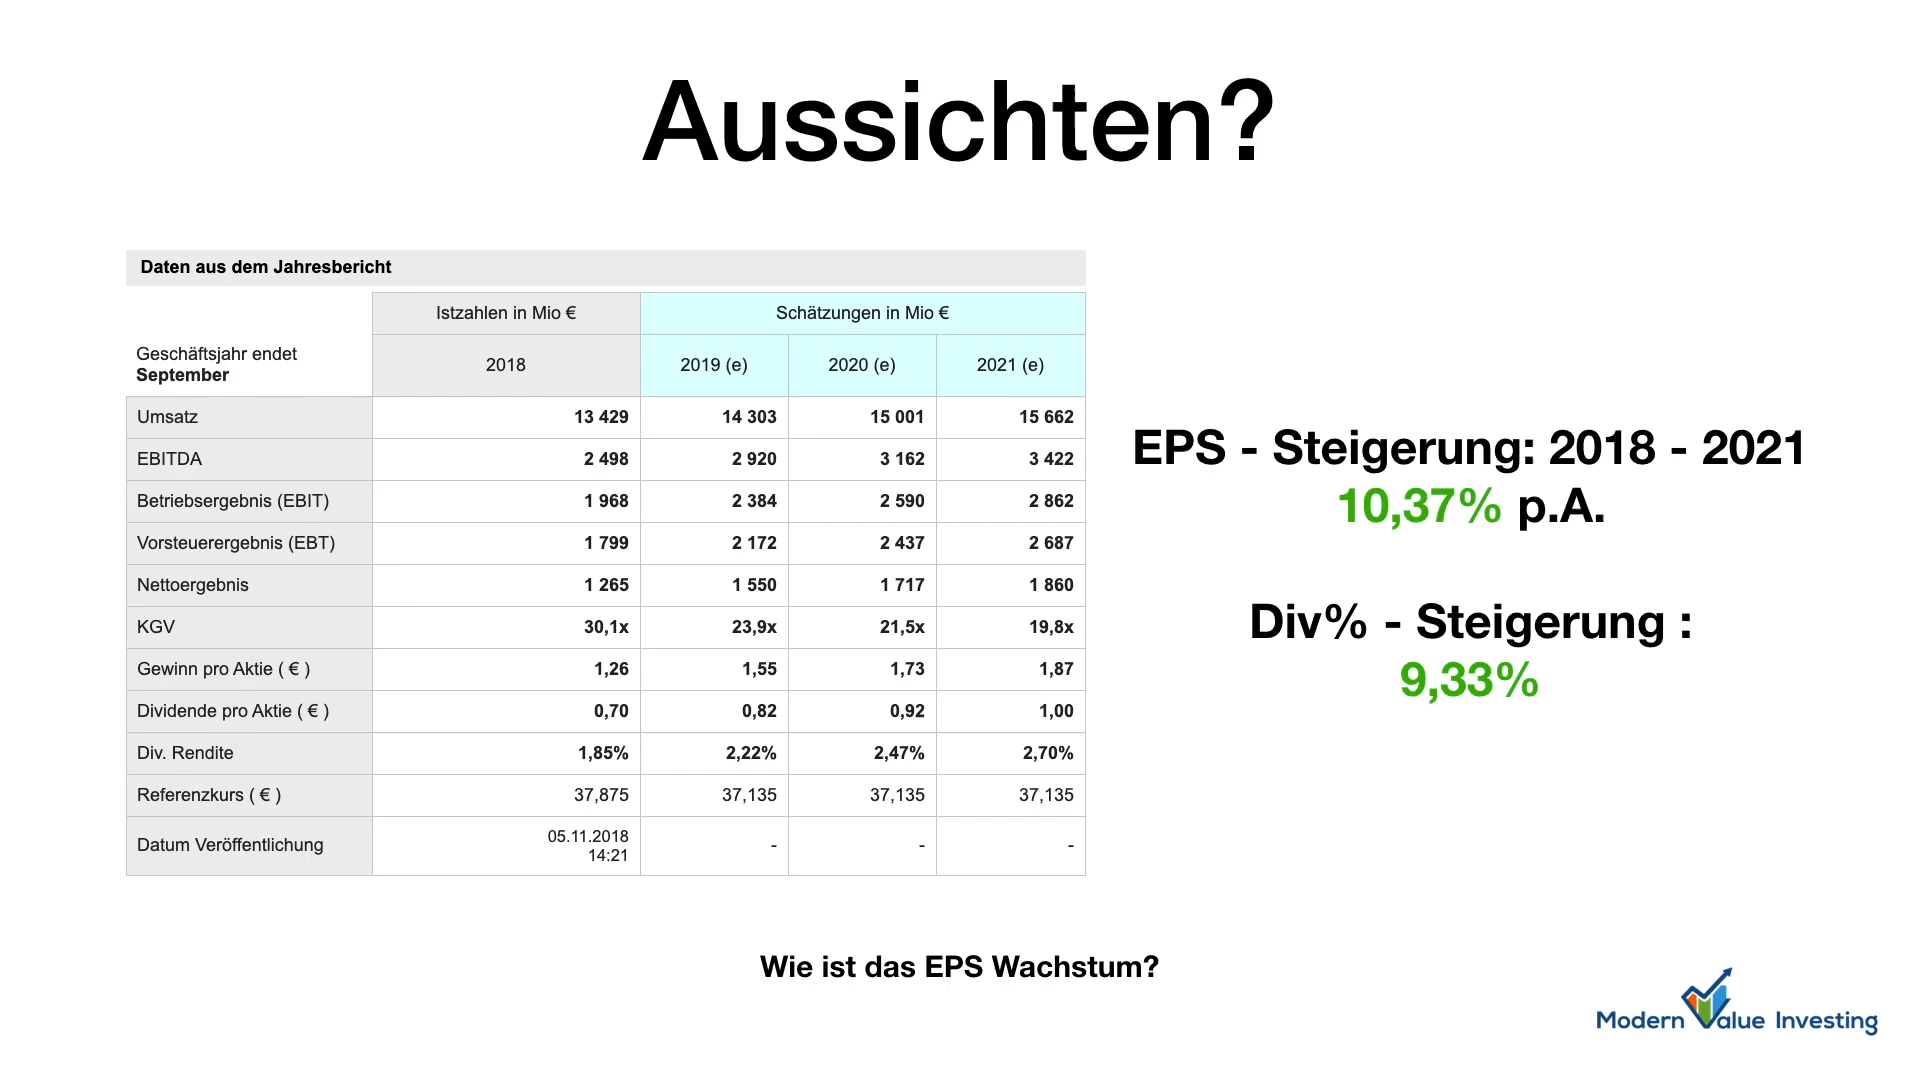 Aussichten?
Daten aus dem Jahresbericht
Istzahlen in Mio € Schätzungen in Mio €
Geschäftsjahr endet
September
2018 2019 (e) 2020 (e) 2021 (e)
Umsatz 13 429 14 303 15 001 15 662
EBITDA 2 498 2 920 3 162 3 422
Betriebsergebnis (EBIT) 1 968 2 384 2 590 2 862
Vorsteuerergebnis (EBT) 1 799 2 172 2 437 2 687
Nettoergebnis 1 265 1 550 1 717 1 860
KGV 30,1x 23,9x 21,5x 19,8x
Gewinn pro Aktie ( € ) 1,26 1,55 1,73 1,87
Dividende pro Aktie ( € ) 0,70 0,82 0,92 1,00
Div. Rendite 1,85% 2,22% 2,47% 2,70%
Referenzkurs ( € ) 37,875 37,135 37,135 37,135
Datum Veröffentlichung 05.11.2018 - - -
14:21
EPS - Steigerung: 2018 - 2021
10,37% p.A.
Div% - Steigerung :
9,33%
Wie ist das EPS Wachstum?
Modern Value Investing